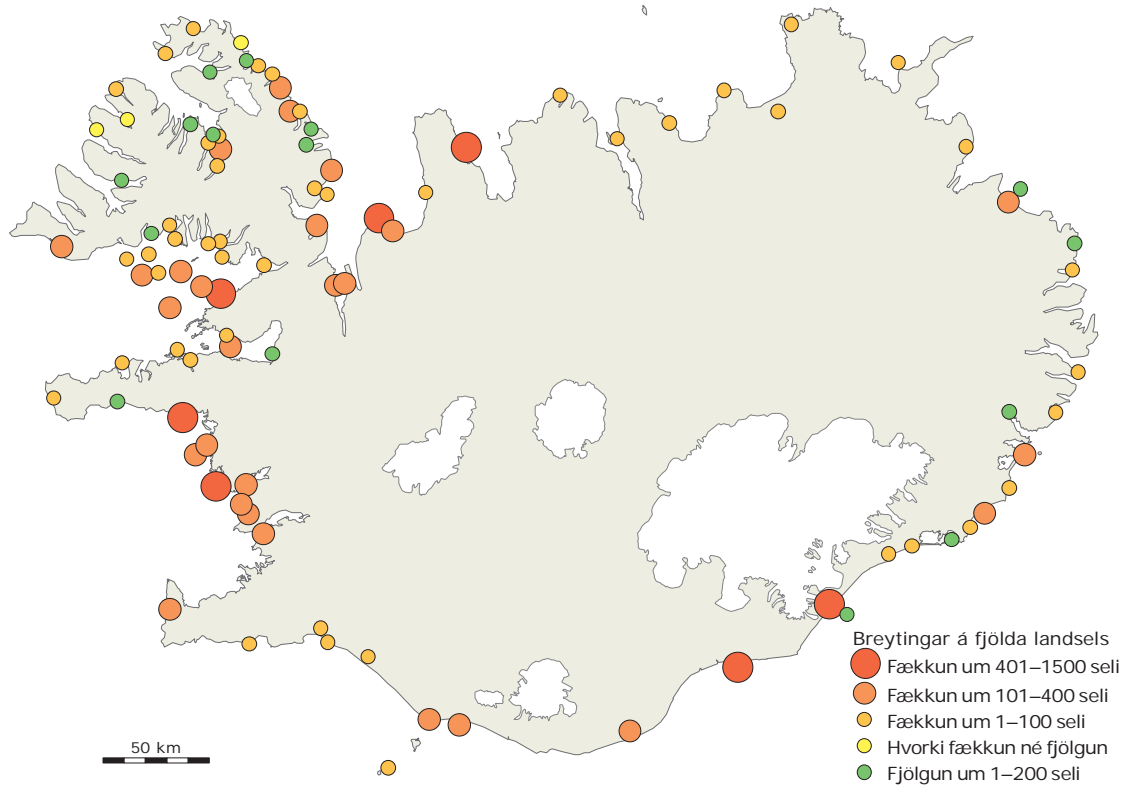 Breytingar á fjölda landsels
Fækkun um 401–1500 seli
Fækkun um 101–400 seli
Fækkun um 1–100 seli
Hvorki fækkun né fjölgun
Fjölgun um 1–200 seli
50 km